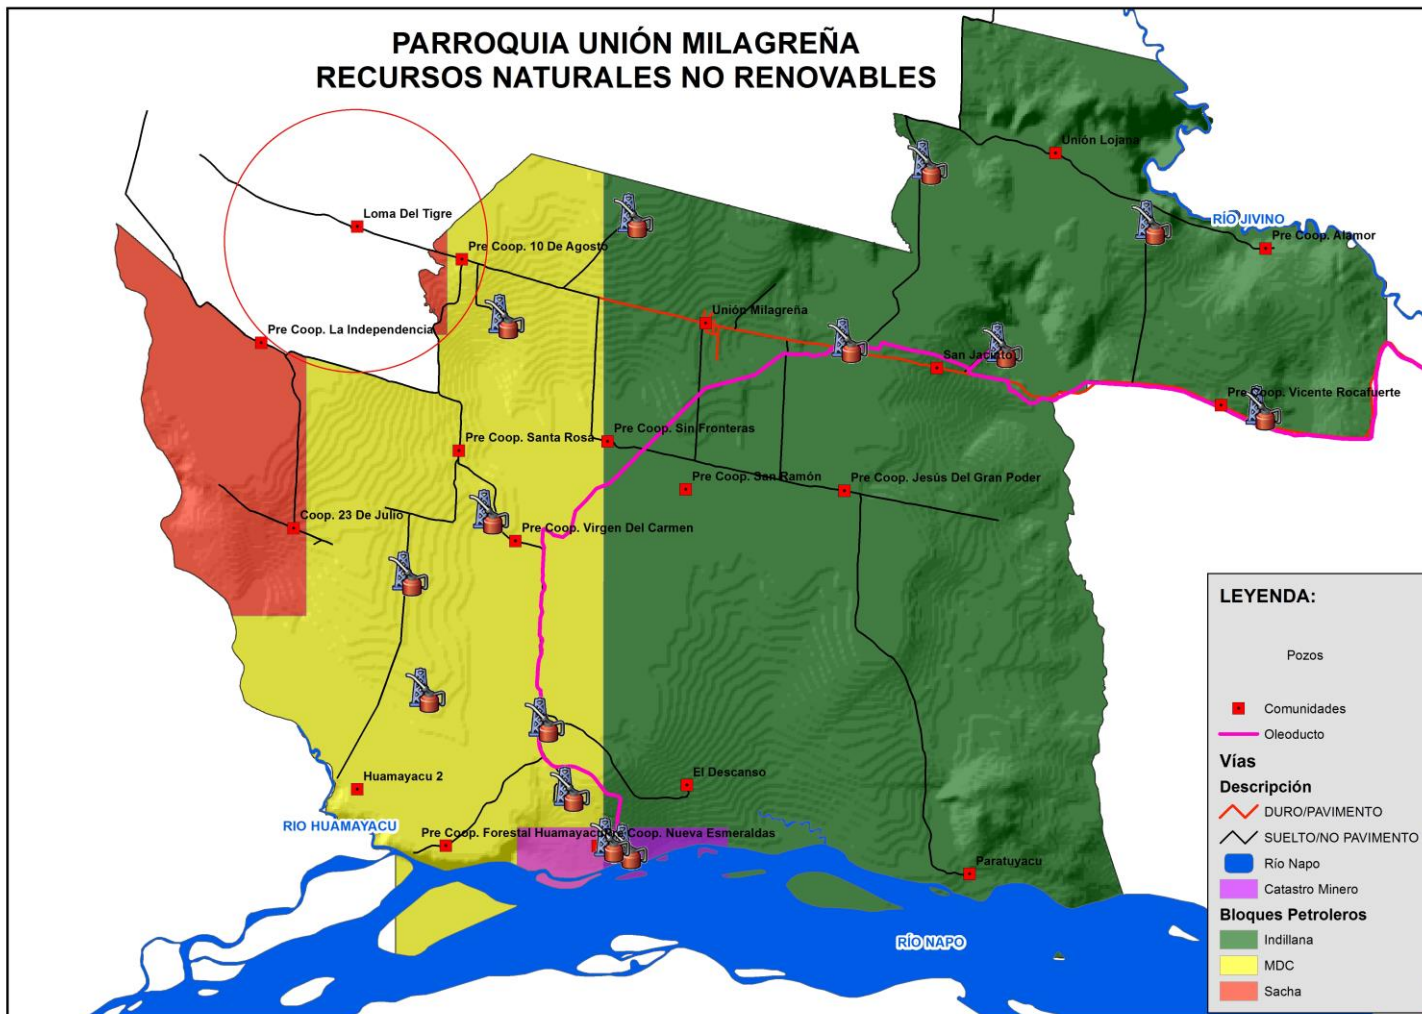 PARROQUIA UNIÓN MILAGREÑA
RECURSOS NATURALES NO RENOVABLES
Unión Lojana
Loma Del Tigre
RÍO JIVINO
Pre Coop. 10 De Agosto
Pre Coop. Alamor
Unión Milagreña
Pre Coop. La Independencia
San Jacinto
Pre Coop. Vicente Rocafuerte
Pre Coop. Santa Rosa
Pre Coop. Sin Fronteras
Pre Coop. San Ramón
Pre Coop. Jesús Del Gran Poder
Coop. 23 De Julio
Pre Coop. Virgen Del Carmen
Huamayacu 2
El Descanso
RIO HUAMAYACU
Pre Coop. Forestal Huamayacu
Pre Coop. Nueva Esmeraldas
Paratuyacu
RÍO NAPO
LEYENDA:
Pozos
Comunidades
Oleoducto
Vías
Descripción
DURO/PAVIMENTO
SUELTO/NO PAVIMENTO
Río Napo
Catastro Minero
Bloques Petroleros
Indillana
MDC
Sacha